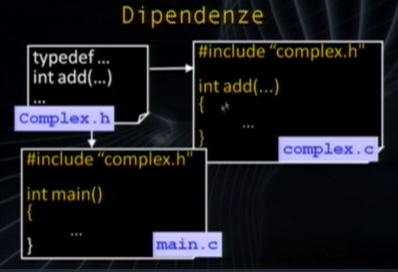 Dipendenze
typedef ...
int add(...)
...
Complex.h
#include “complex.h"
int add(...)
{
...
}
complex.c
#include “complex.h"
int main()
{
...
}
main.c